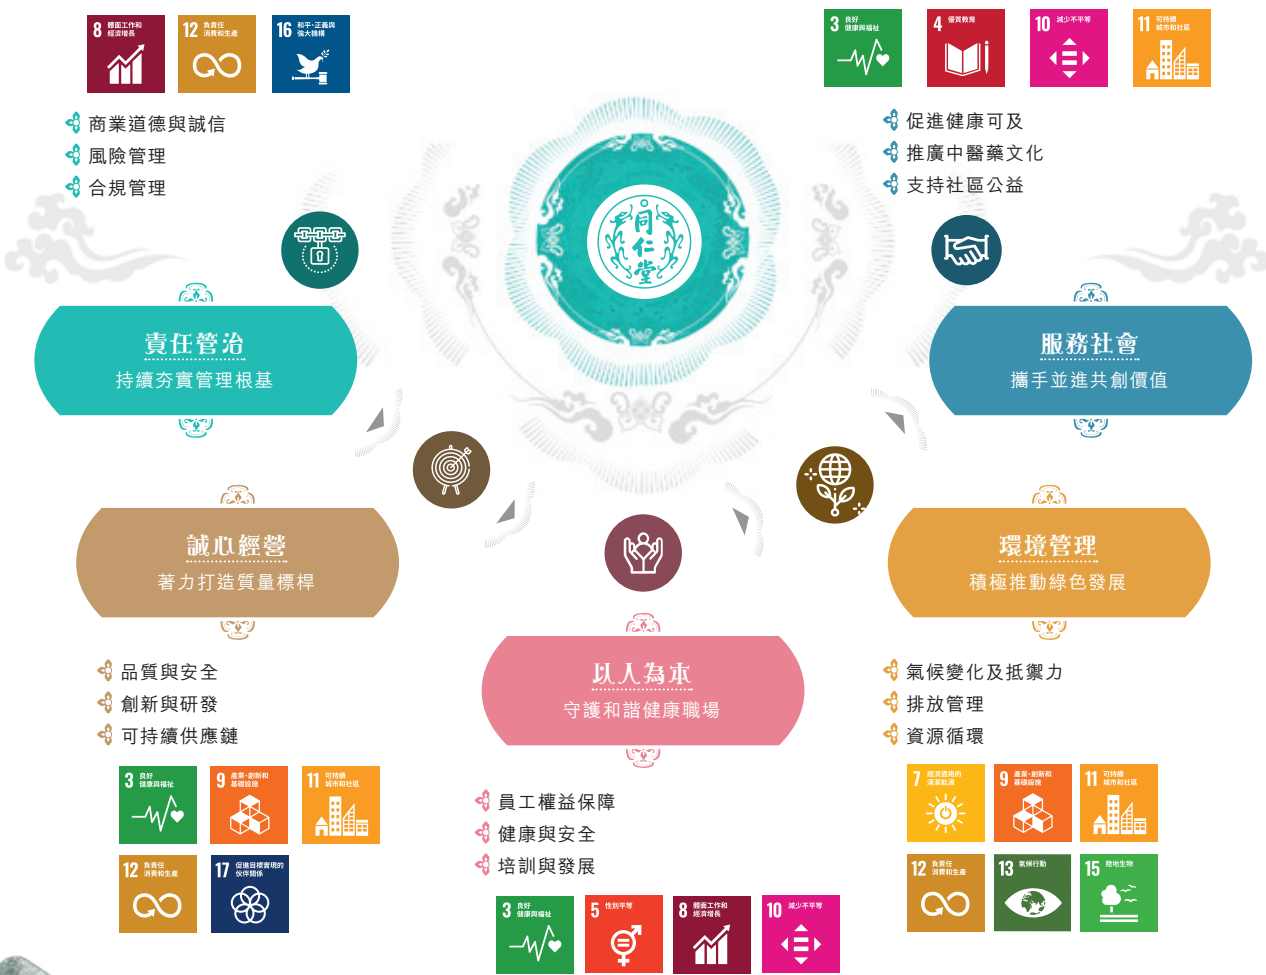 8 體面工作和
經濟增長
12 負責任
消費和生產
16 和平、正義與
強大機構
商業道德與誠信
風險管理
合規管理
責任管治
持續夯實管理根基
同仁堂
3 良好
健康與福祉
4 優質教育
10 減少不平等
11 可持續
城市和社區
促進健康可及
推廣中醫藥文化
支持社區公益
服務社會
攜手並進共創價值
誠心經營
著力打造質量標桿
品質與安全
創新與研發
可持續供應鏈
3 良好
健康與福祉
9 產業、創新和
基礎設施
11 可持續
城市和社區
12 負責任
消費和生產
17 促進目標實現的
伙伴關係
以人為本
守護和諧健康職場
員工權益保障
健康與安全
培訓與發展
3 良好
健康與福祉
5 性別平等
8 體面工作和
經濟增長
10 減少不平等
環境管理
積極推動綠色發展
氣候變化及抵禦力
排放管理
資源循環
7 經濟適用的
清潔能源
9 產業、創新和
基礎設施
11 可持續
城市和社區
12 負責任
消費和生產
13 氣候行動
15 陸地生物